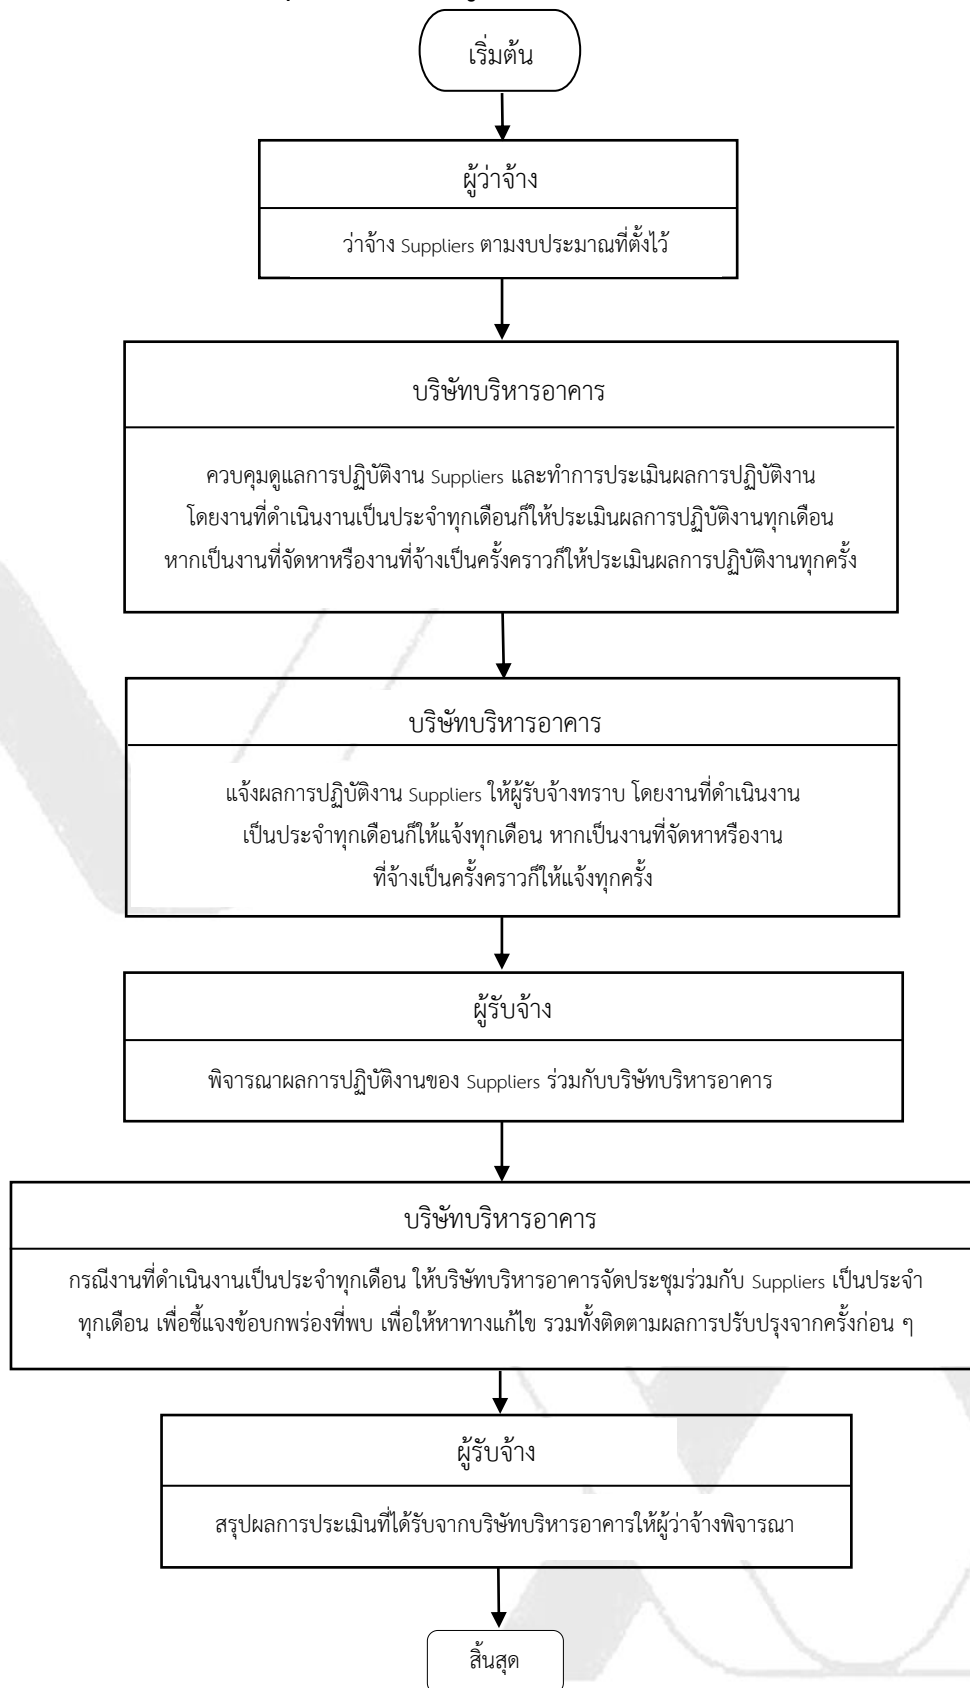 เริ่มต้น
ผู้ว่าจ้าง
ว่าจ้าง Suppliers ตามงบประมาณที่ตั้งไว้
บริษัทบริหารอาคาร
ควบคุมดูแลการปฏิบัติงาน Suppliers และทำการประเมินผลการปฏิบัติงาน
โดยงานที่ดำเนินงานเป็นประจำทุกเดือนก็ให้ประเมินผลการปฏิบัติงานทุกเดือน
หากเป็นงานที่จัดหาหรืองานที่จ้างเป็นครั้งคราวก็ให้ประเมินผลการปฏิบัติงานทุกครั้ง
บริษัทบริหารอาคาร
แจ้งผลการปฏิบัติงาน Suppliers ให้ผู้รับจ้างทราบ โดยงานที่ดำเนินงาน
เป็นประจำทุกเดือนก็ให้แจ้งทุกเดือน หากเป็นงานที่จัดหาหรืองาน
ที่จ้างเป็นครั้งคราวก็ให้แจ้งทุกครั้ง
ผู้รับจ้าง
พิจารณาผลการปฏิบัติงานของ Suppliers ร่วมกับบริษัทบริหารอาคาร
บริษัทบริหารอาคาร
กรณีงานที่ดำเนินงานเป็นประจำทุกเดือน ให้บริษัทบริหารอาคารจัดประชุมร่วมกับ Suppliers เป็นประจำ
ทุกเดือน เพื่อชี้แจงข้อบกพร่องที่พบ เพื่อให้หาทางแก้ไข รวมทั้งติดตามผลการปรับปรุงจากครั้งก่อน ๆ
ผู้รับจ้าง
สรุปผลการประเมินที่ได้รับจากบริษัทบริหารอาคารให้ผู้ว่าจ้างพิจารณา
สิ้นสุด